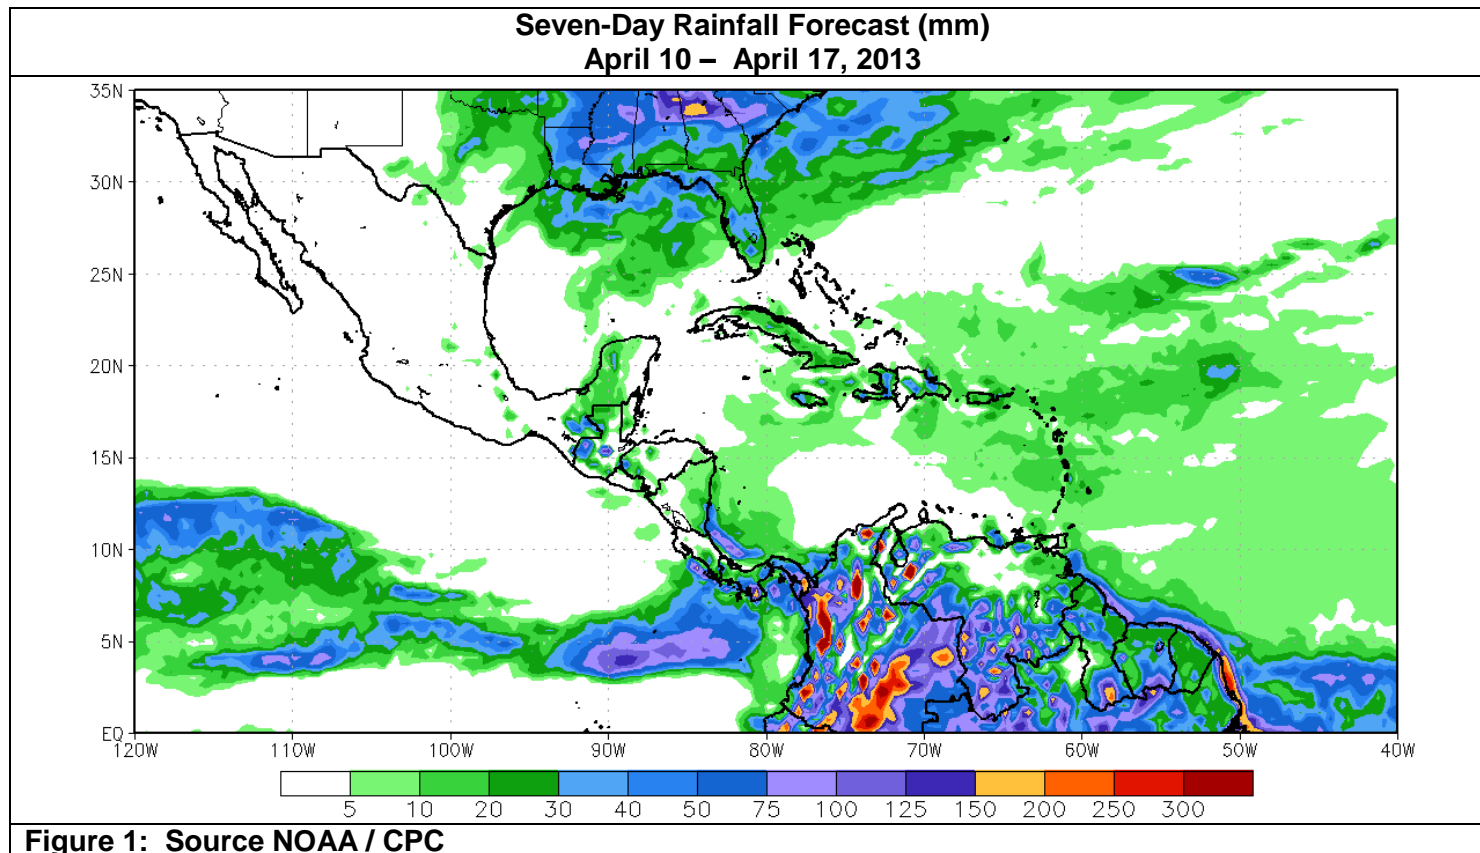 Seven-Day Rainfall Forecast (mm)
April 10 – April 17, 2013
35N
30N
25N
20N
15N
10N
5N
EQ
120W 110W 100W 90W 80W 70W 60W 50W 40W
5 10 20 30 40 50 75 100 125 150 200 250 300
Figure 1: Source NOAA / CPC